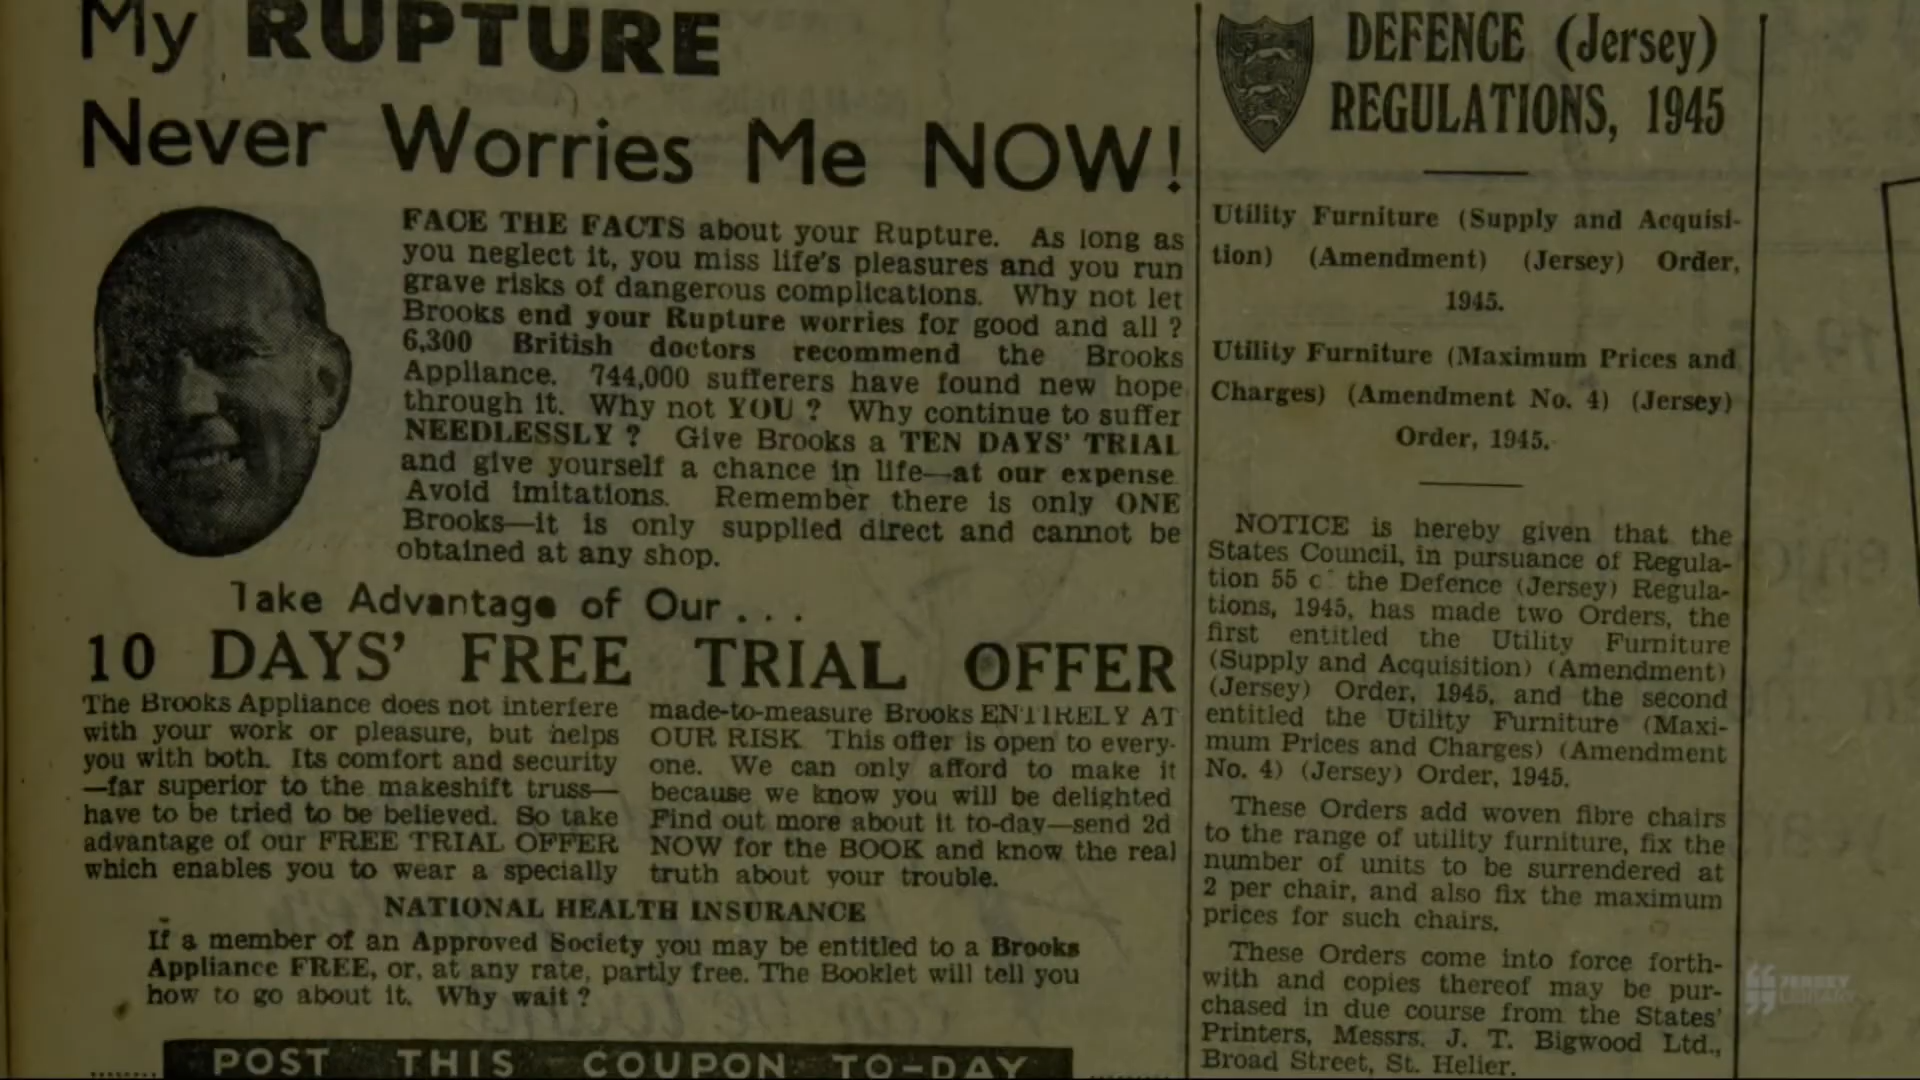 My RUPTURE
Never Worries Me NOW!
FACE THE FACTS about your Rupture. As long as
you neglect it, you miss life's pleasures and you run
grave risks of dangerous complications. Why not let
Brooks end your Rupture worries for good and all ?
6,300 British doctors recommend the Brooks
Appliance. 744,000 sufferers have found new hope
through it. Why not YOU ? Why continue to suffer
NEEDLESSLY ? Give Brooks a TEN DAYS' TRIAL
and give yourself a chance in life—at our expense
Avoid imitations. Remember there is only ONE
Brooks—it is only supplied direct and cannot be
obtained at any shop.
Take Advantage of Our . . .
10 DAYS' FREE TRIAL OFFER
The Brooks Appliance does not interfere
with your work or pleasure, but helps
you with both. Its comfort and security
—far superior to the makeshift truss—
have to be tried to be believed. So take
advantage of our FREE TRIAL OFFER
which enables you to wear a specially
made-to-measure Brooks ENTIRELY AT
OUR RISK This offer is open to every-
one. We can only afford to make it
because we know you will be delighted
Find out more about it to-day—send 2d
NOW for the BOOK and know the real
truth about your trouble.
NATIONAL HEALTH INSURANCE
If a member of an Approved Society you may be entitled to a Brooks
Appliance FREE, or, at any rate, partly free. The Booklet will tell you
how to go about it. Why wait ?
POST THIS COUPON TO-DAY
DEFENCE (Jersey)
REGULATIONS, 1945
Utility Furniture (Supply and Acquisi-
tion) (Amendment) (Jersey) Order,
1945.
Utility Furniture (Maximum Prices and
Charges) (Amendment No. 4) (Jersey)
Order, 1945.
NOTICE is hereby given that the
States Council, in pursuance of Regula-
tion 55 c the Defence (Jersey) Regula-
tions, 1945, has made two Orders, the
first entitled the Utility Furniture
(Supply and Acquisition) (Amendment)
(Jersey) Order, 1945, and the second
entitled the Utility Furniture (Maxi-
mum Prices and Charges) (Amendment
No. 4) (Jersey) Order, 1945.
These Orders add woven fibre chairs
to the range of utility furniture, fix the
number of units to be surrendered at
2 per chair, and also fix the maximum
prices for such chairs.
These Orders come into force forth-
with and copies thereof may be pur-
chased in due course from the States'
Printers, Messrs. J. T. Bigwood Ltd.,
Broad Street, St. Helier.
JERSEY